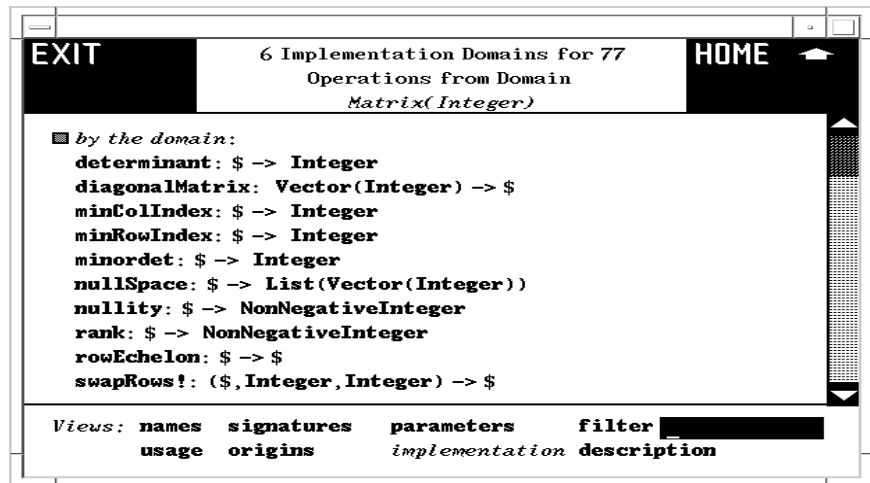 EXIT
6 Implementation Domains for 77
Operations from Domain
Matrix(Integer)
HOME
by the domain:
determinant: $ -> Integer
diagonalMatrix: Vector(Integer) -> $
minColIndex: $ -> Integer
minRowIndex: $ -> Integer
minordet: $ -> Integer
nullSpace: $ -> List(Vector(Integer))
nullity: $ -> NonNegativeInteger
rank: $ -> NonNegativeInteger
rowEchelon: $ -> $
swapRows!: ($,Integer,Integer) -> $
Views: names signatures parameters filter
usage origins implementation description